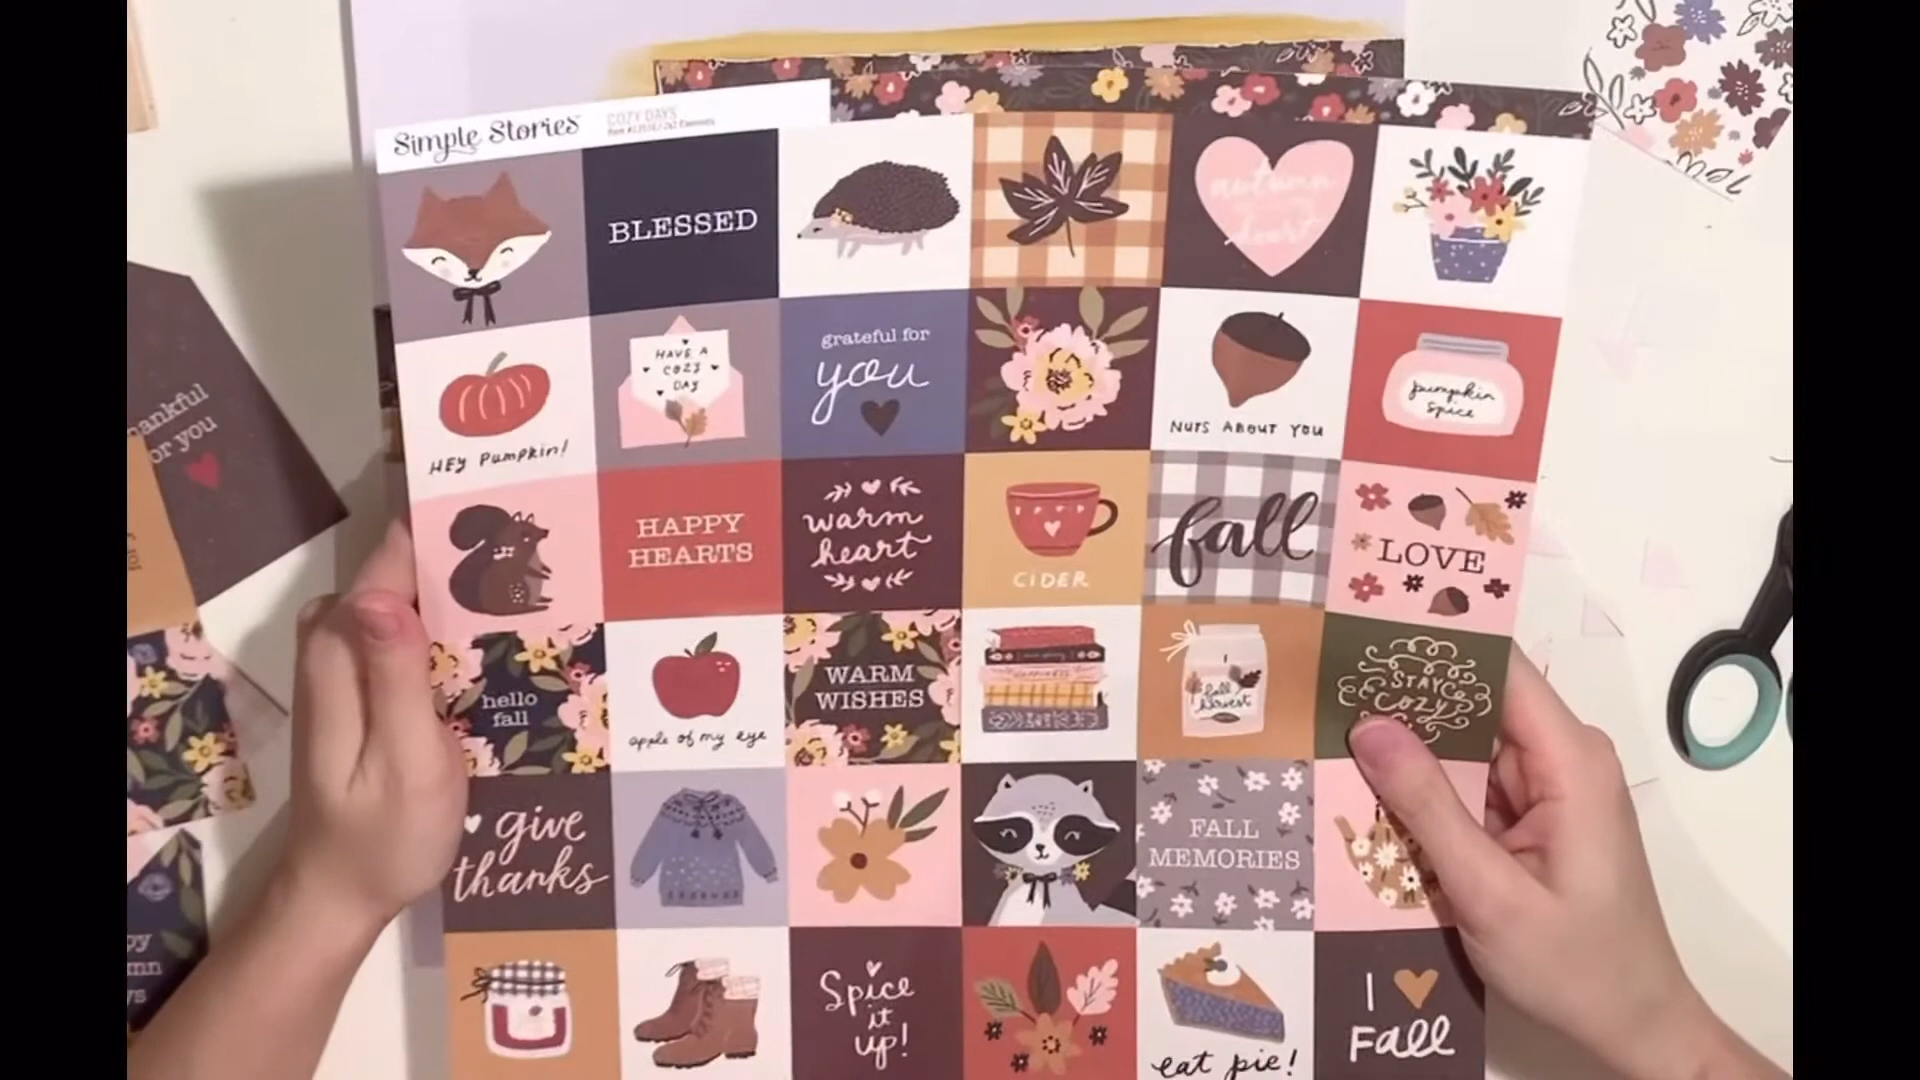 Simple Stories
COZY DAYS
BLESSED
autumn
heart
HEY Pumpkin!
HAVE A
COZY
DAY
grateful for
you
NUTS ABOUT YOU
pumpkin
spice
HAPPY
HEARTS
warm
heart
CIDER
fall
LOVE
hello
fall
apple of my eye
WARM
WISHES
fall
Harvest
STAY
Cozy
give
thanks
FALL
MEMORIES
Spice
it
up!
eat pie!
I
Fall
for you